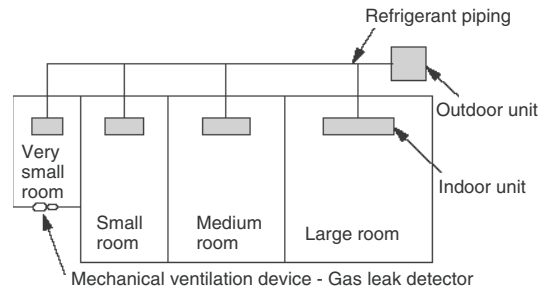 Refrigerant piping
Outdoor unit
Indoor unit
Very
small
room
Small
room
Medium
room
Large room
Mechanical ventilation device - Gas leak detector